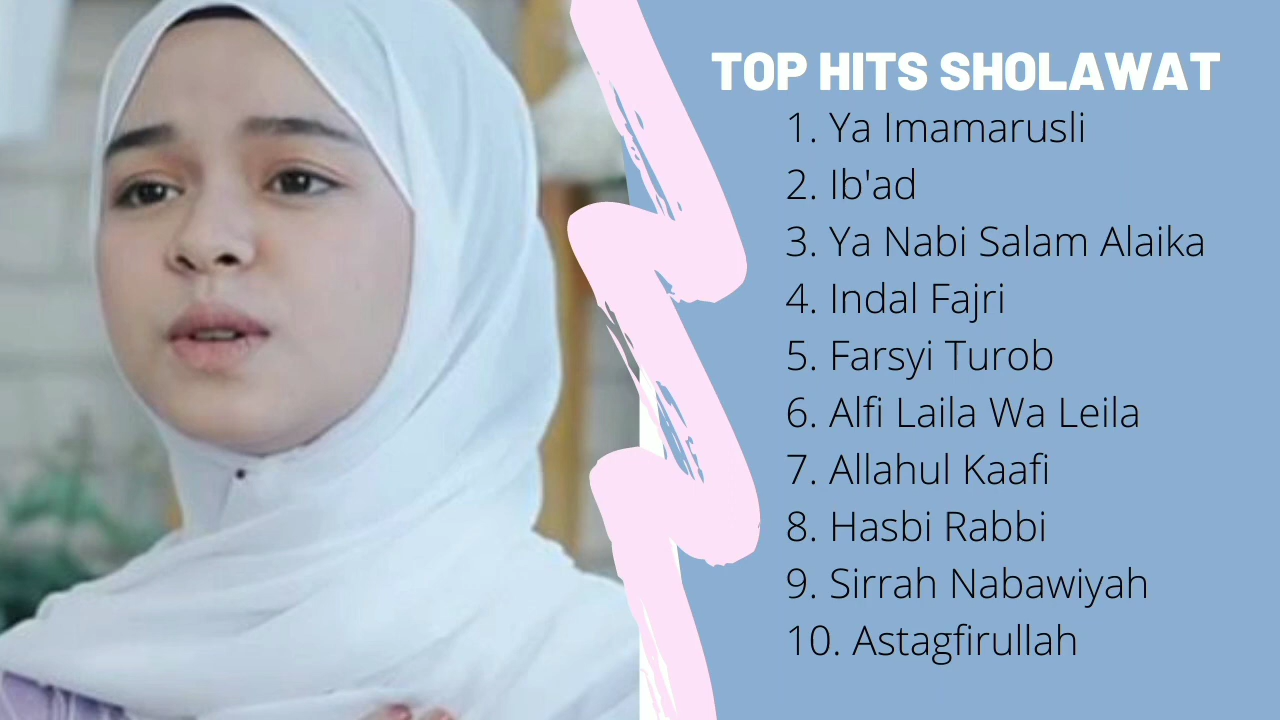 TOP HITS SHOLAWAT
1. Ya Imamarusli
2. Ib'ad
3. Ya Nabi Salam Alaika
4. Indal Fajri
5. Farsyi Turob
6. Alfi Laila Wa Leila
7. Allahul Kaafi
8. Hasbi Rabbi
9. Sirrah Nabawiyah
10. Astagfirullah